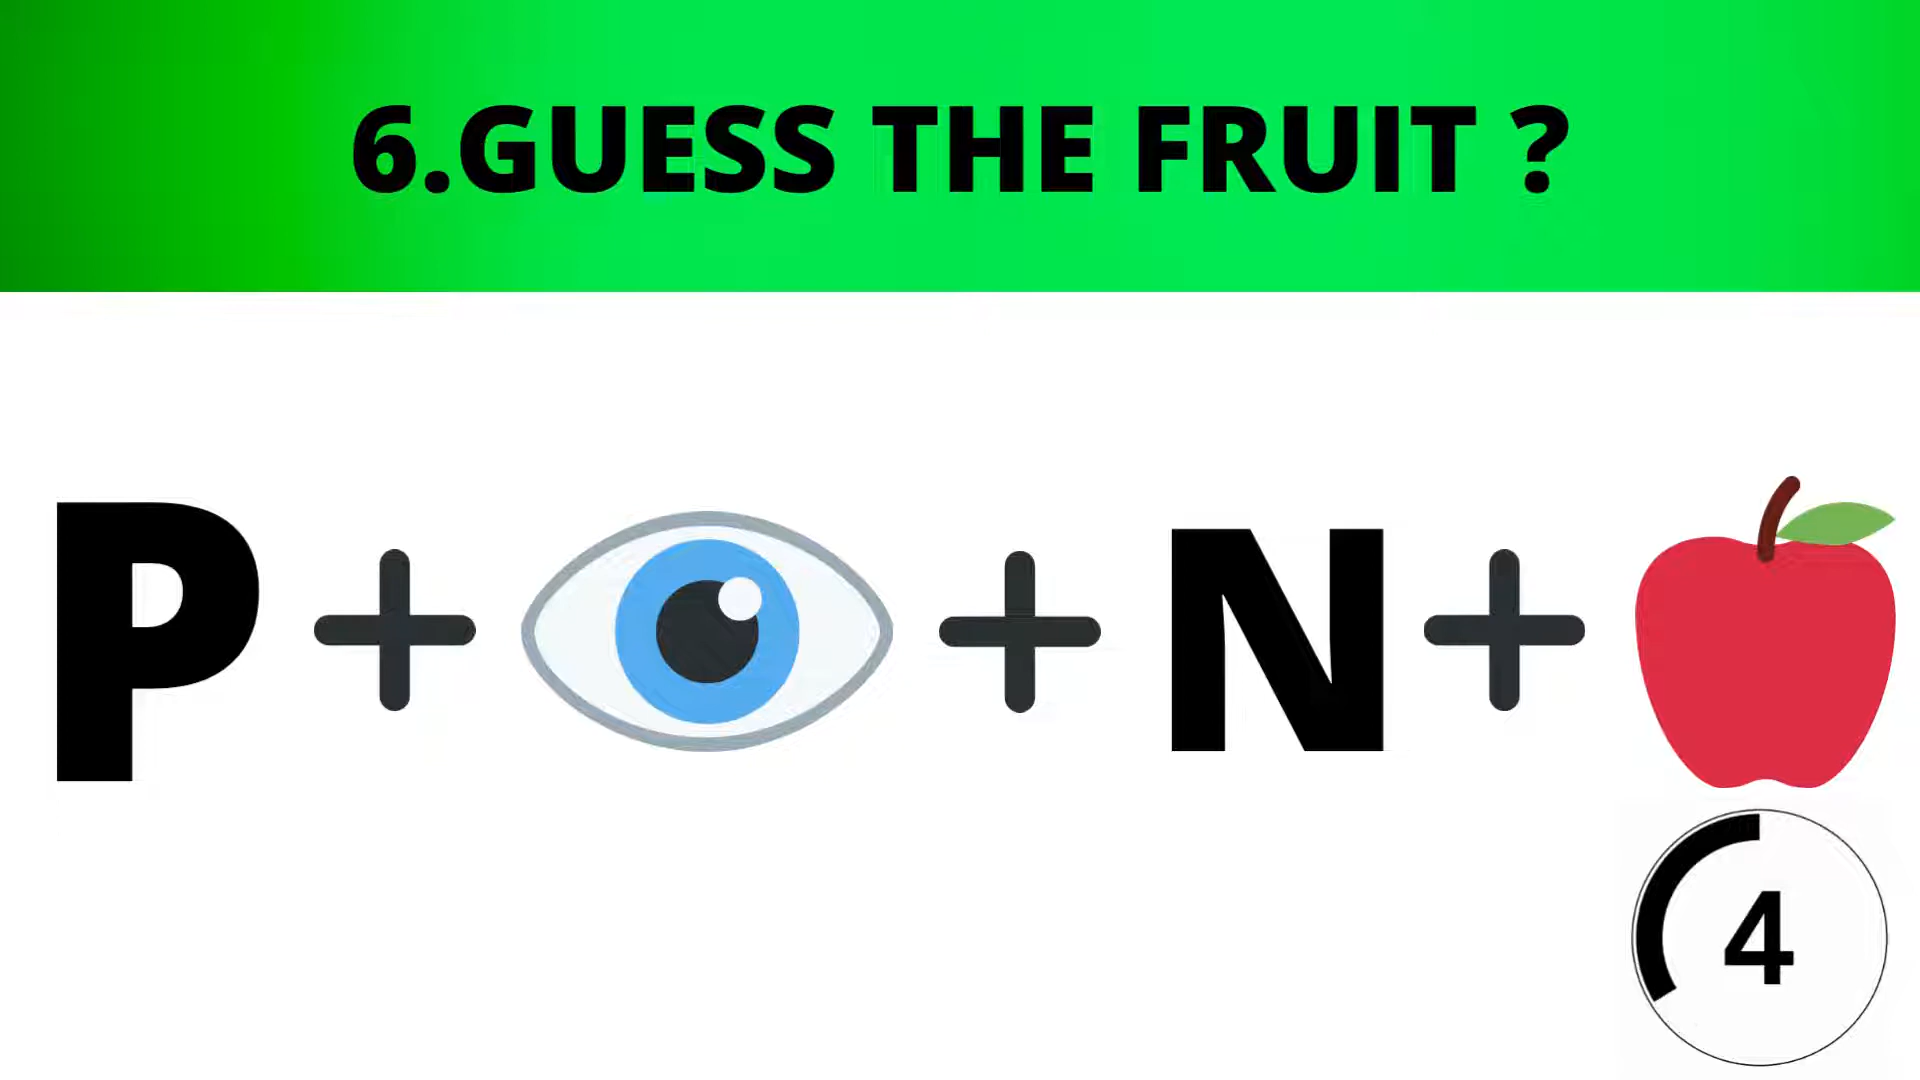 6.GUESS THE FRUIT ?
P + + N +
4